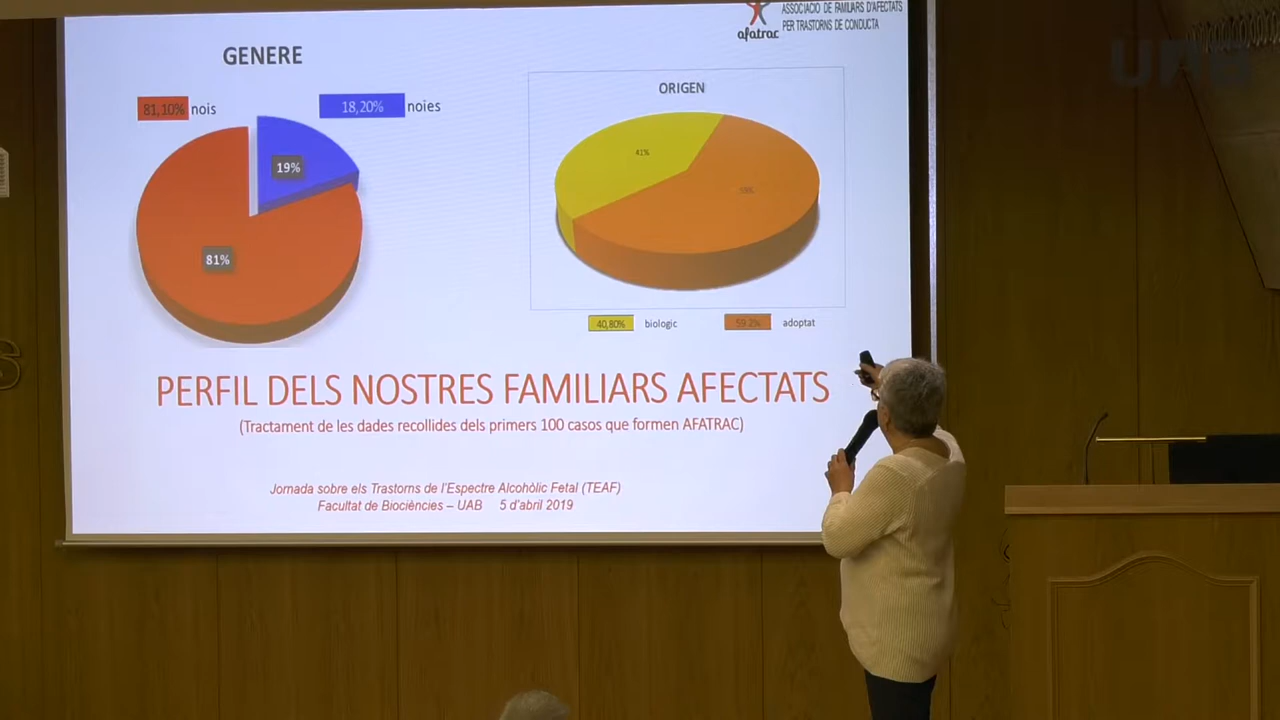 ASSOCIACIÓ DE FAMILIARS D'AFECTATS
PER TRASTORNS DE CONDUCTA
afatrac
UAB
GENERE
81,10% nois
18,20% noies
19%
81%
ORIGEN
41%
59%
40,80% biologic
59.2% adoptat
PERFIL DELS NOSTRES FAMILIARS AFECTATS
(Tractament de les dades recollides dels primers 100 casos que formen AFATRAC)
Jornada sobre els Trastorns de l'Espectre Alcohòlic Fetal (TEAF)
Facultat de Biociències – UAB 5 d'abril 2019